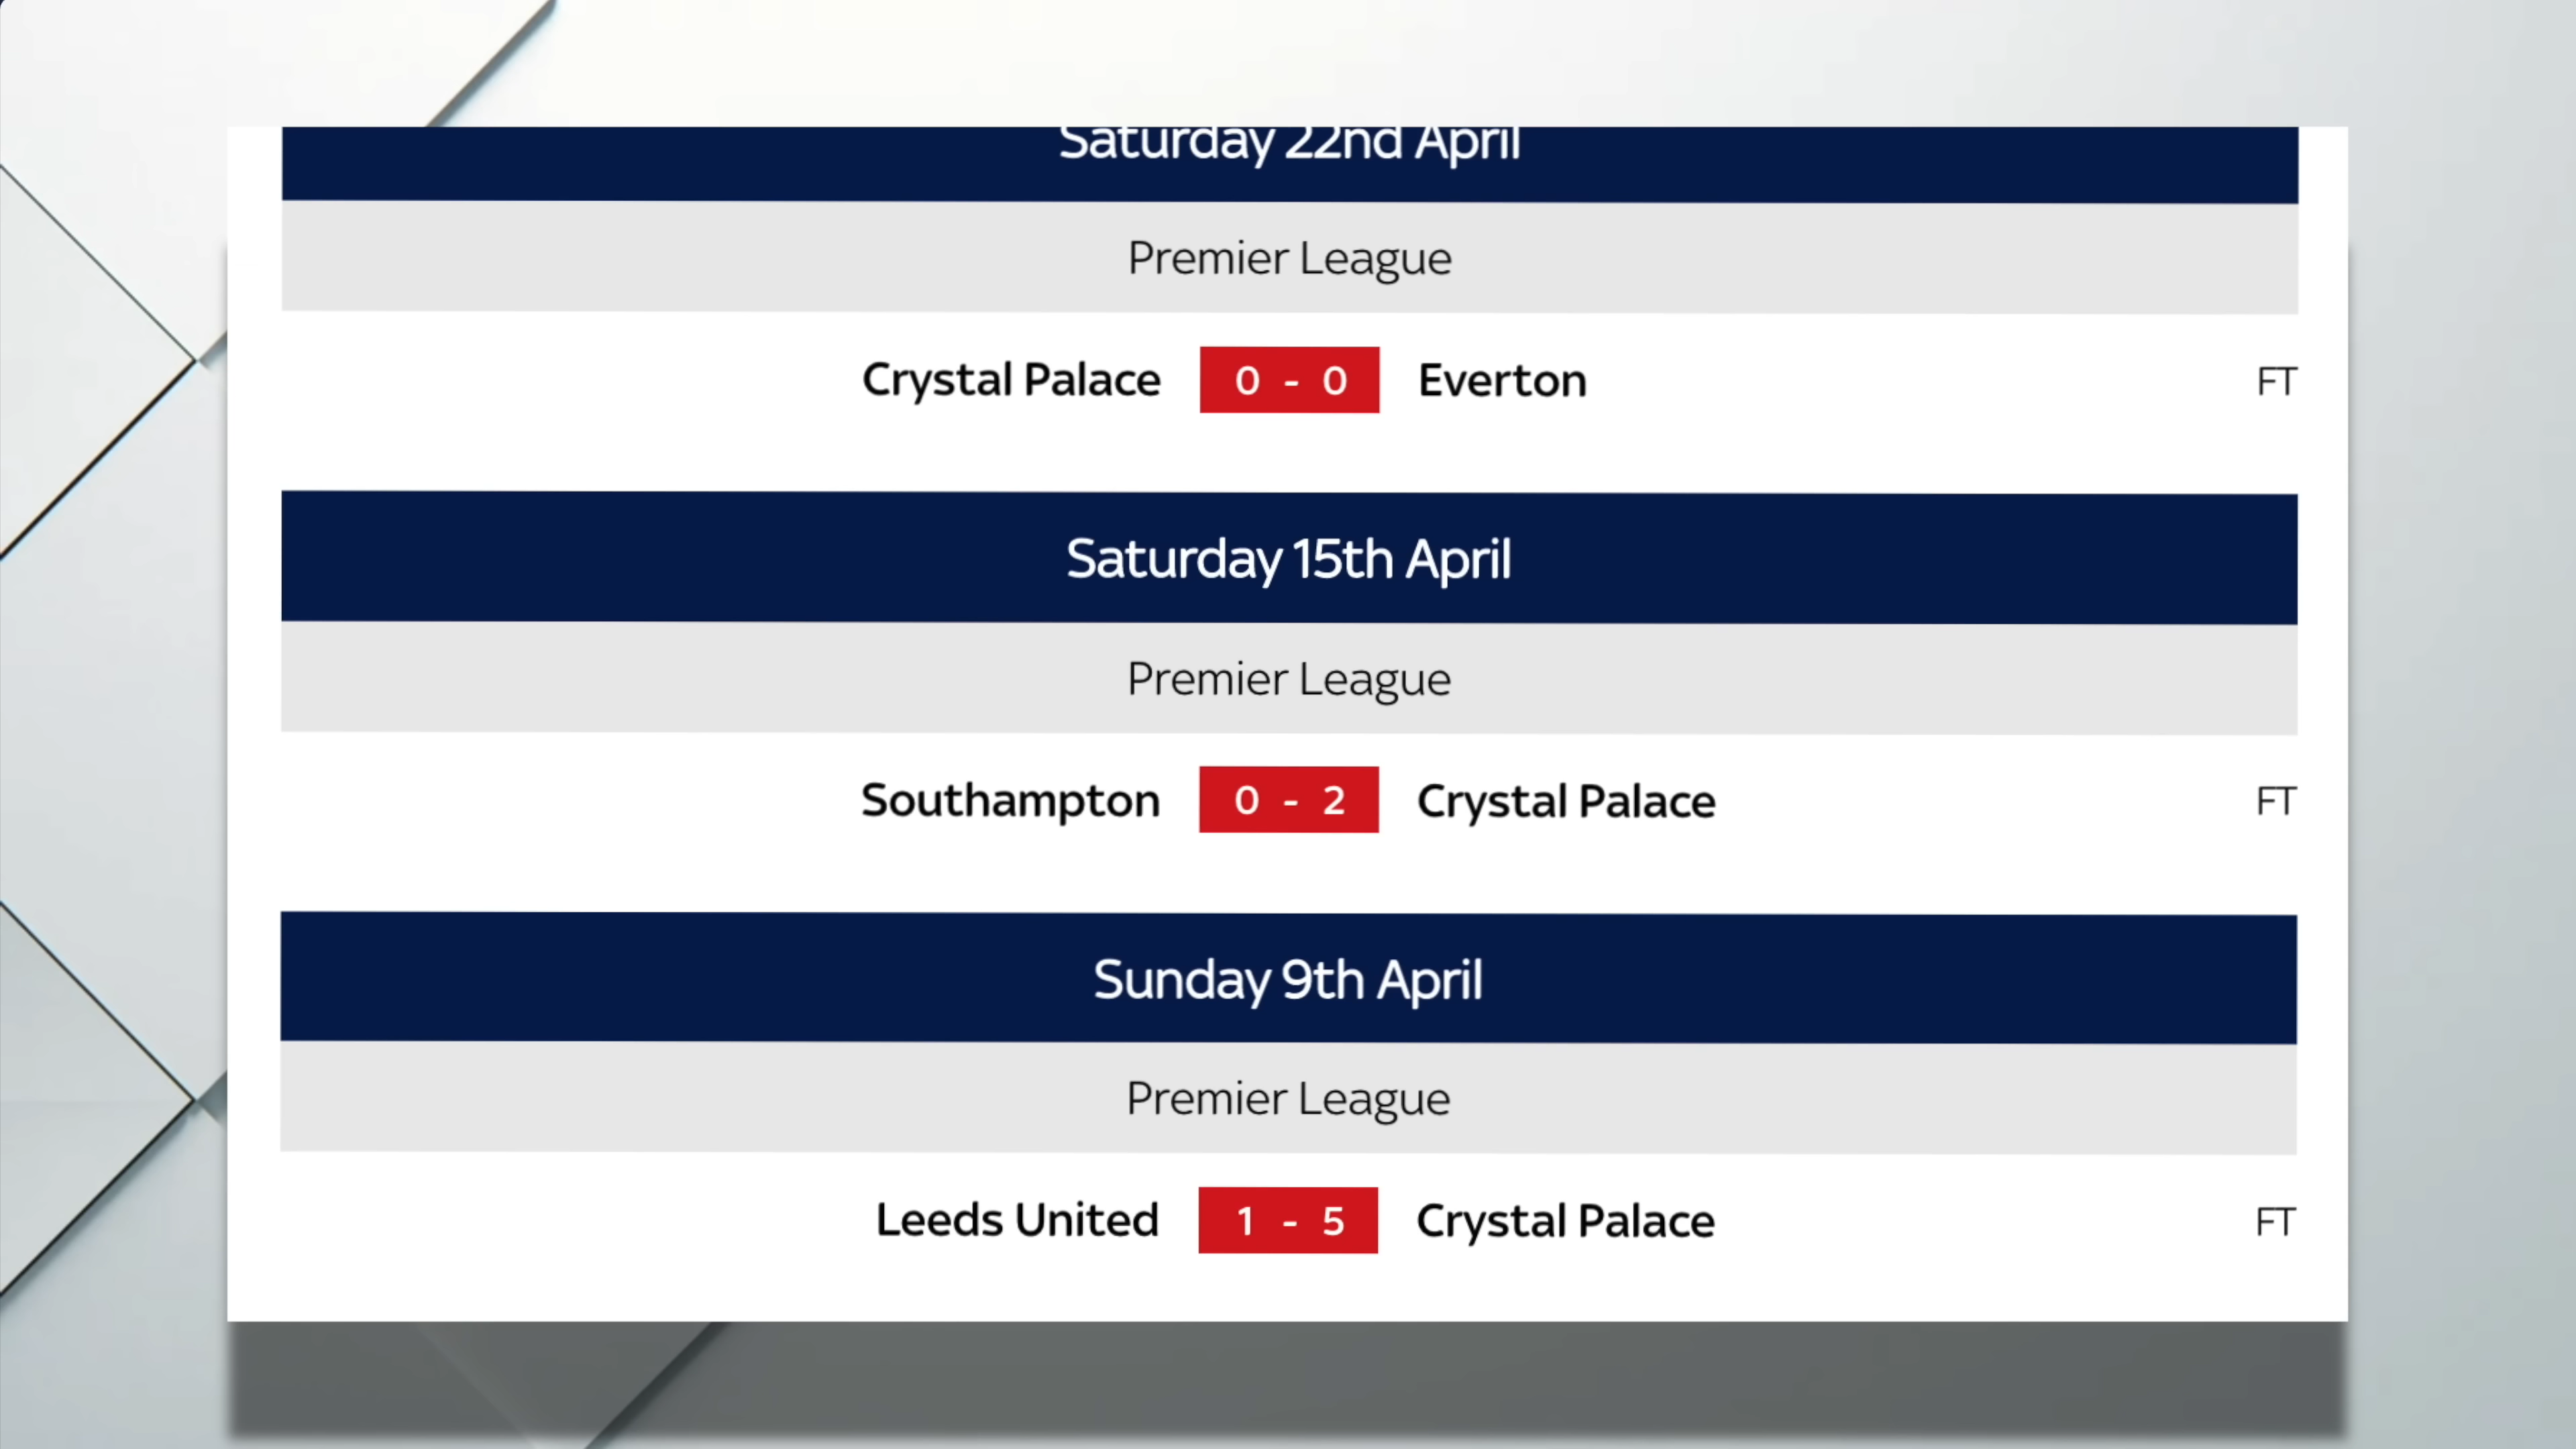 Saturday 22nd April
Premier League
Crystal Palace 0 - 0 Everton FT
Saturday 15th April
Premier League
Southampton 0 - 2 Crystal Palace FT
Sunday 9th April
Premier League
Leeds United 1 - 5 Crystal Palace FT